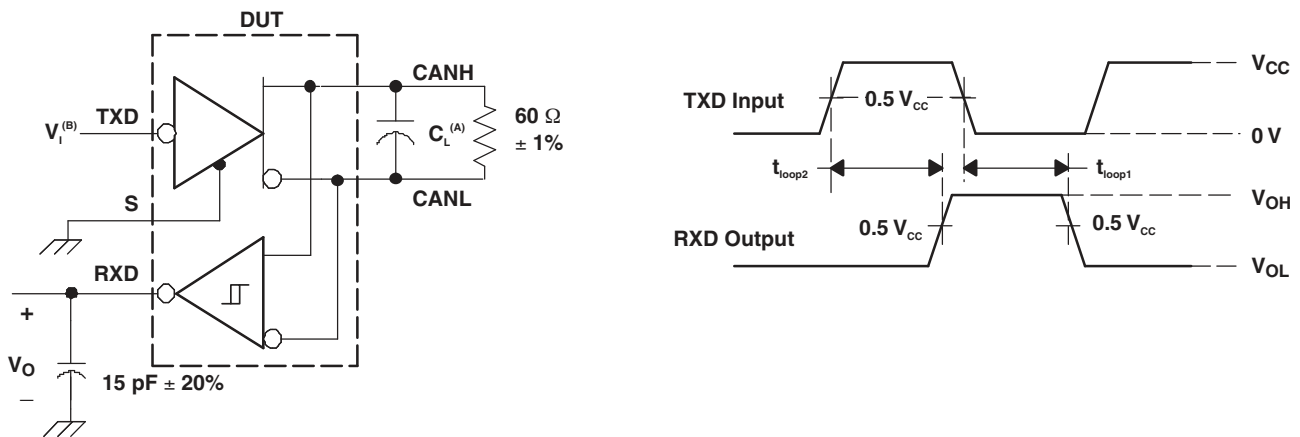 DUT
CANH
TXD
V_I^(B)
C_L^(A)
60 Ω
± 1%
S
CANL
RXD
+
V_O
–
15 pF ± 20%
V_CC
TXD Input
0.5 V_CC
0 V
t_loop2
t_loop1
V_OH
RXD Output
0.5 V_CC
0.5 V_CC
V_OL